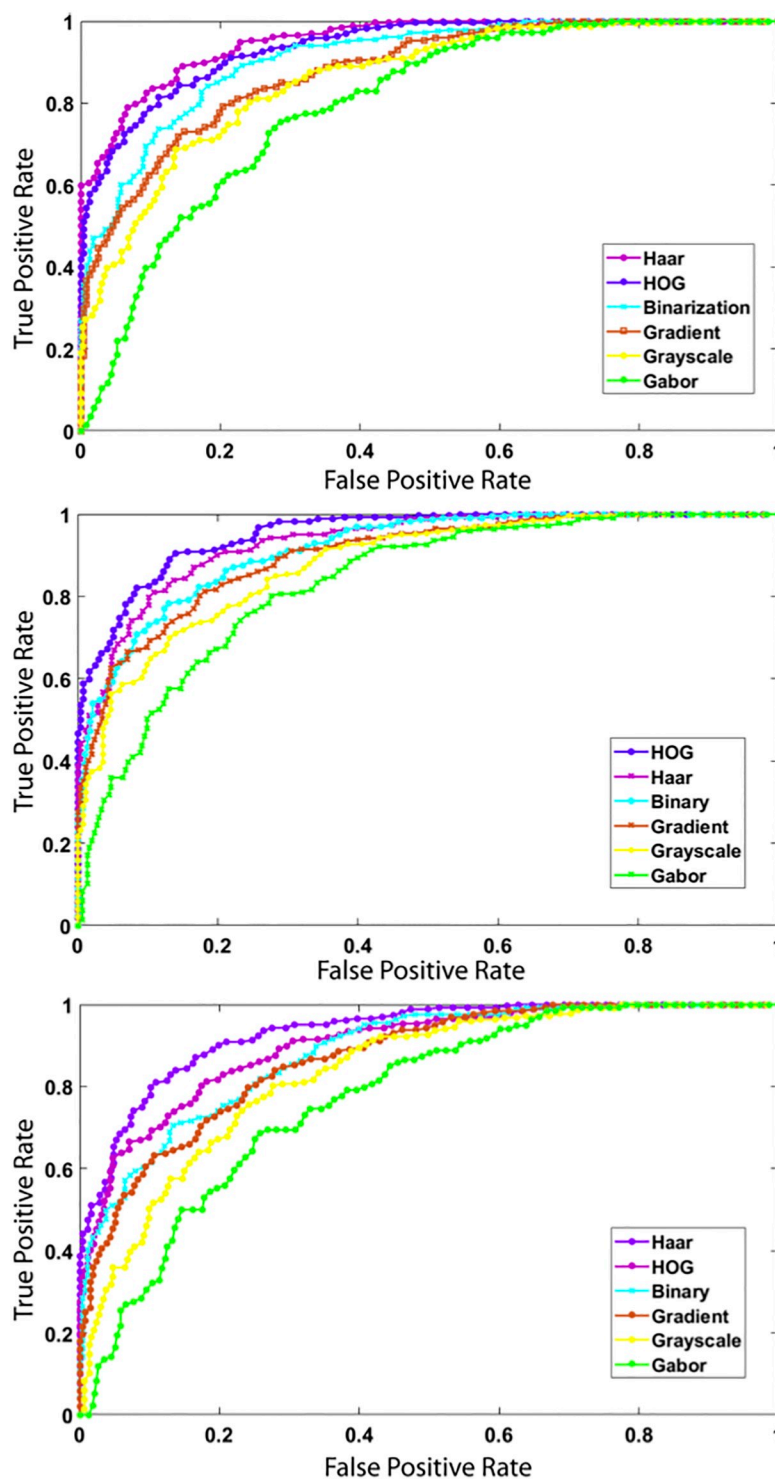 1
0.8
0.6
0.4
0.2
0
True Positive Rate
Haar
HOG
Binarization
Gradient
Grayscale
Gabor
0 0.2 0.4 0.6 0.8 1
False Positive Rate
1
0.8
0.6
0.4
0.2
0
True Positive Rate
HOG
Haar
Binary
Gradient
Grayscale
Gabor
0 0.2 0.4 0.6 0.8 1
False Positive Rate
1
0.8
0.6
0.4
0.2
0
True Positive Rate
Haar
HOG
Binary
Gradient
Grayscale
Gabor
0 0.2 0.4 0.6 0.8 1
False Positive Rate